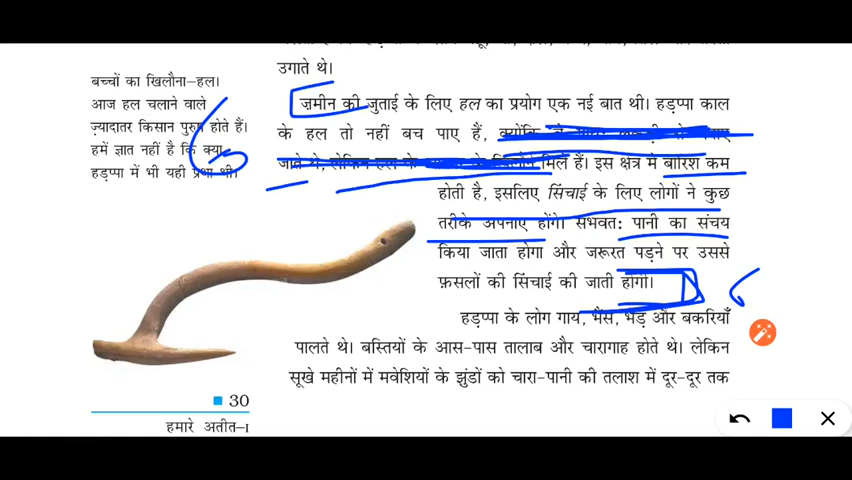 बच्चों का खिलौना–हल।
आज हल चलाने वाले
ज़्यादातर किसान पुरुष होते हैं।
हमें ज्ञात नहीं है कि क्या
हड़प्पा में भी यही प्रथा थी।
उगाते थे।
ज़मीन की जुताई के लिए हल का प्रयोग एक नई बात थी। हड़प्पा काल
के हल तो नहीं बच पाए हैं, क्योंकि
जाते थे, लेकिन हल के मिले हैं। इस क्षेत्र में बारिश कम
होती है, इसलिए सिंचाई के लिए लोगों ने कुछ
तरीके अपनाए होंगे। संभवत: पानी का संचय
किया जाता होगा और जरूरत पड़ने पर उससे
फ़सलों की सिंचाई की जाती होगी।
हड़प्पा के लोग गाय, भैंस, भेड़ और बकरियाँ
पालते थे। बस्तियों के आस-पास तालाब और चारागाह होते थे। लेकिन
सूखे महीनों में मवेशियों के झुंडों को चारा-पानी की तलाश में दूर-दूर तक
30
हमारे अतीत–I